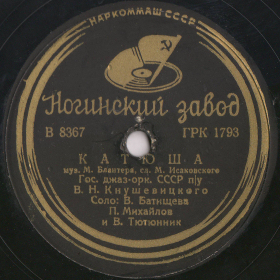 НАРКОММАШ СССР
Ногинский завод
В 8367 ГРК 1793
КАТЮША
муз. М. Блантера, сл. М. Исаковского
Гос. джаз-орк. СССР п/у
В. Н. Кнушевицкого
Соло: В. Батищева
П. Михайлов
и В. Тютюнник